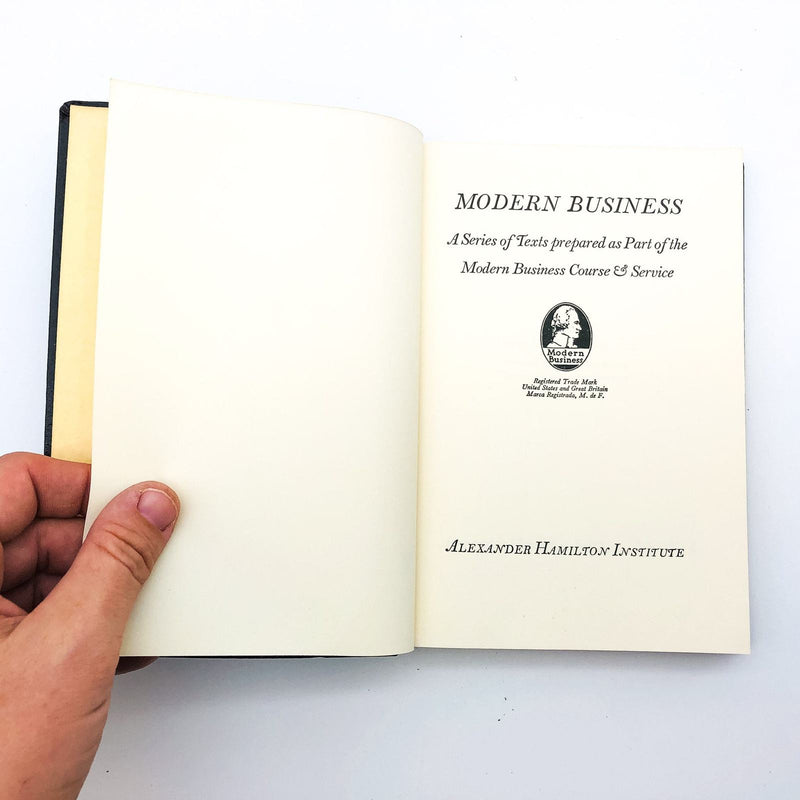 MODERN BUSINESS
A Series of Texts prepared as Part of the
Modern Business Course & Service
Modern
Business
Registered Trade Mark
United States and Great Britain
Marca Registrada, M. de F.
ALEXANDER HAMILTON INSTITUTE